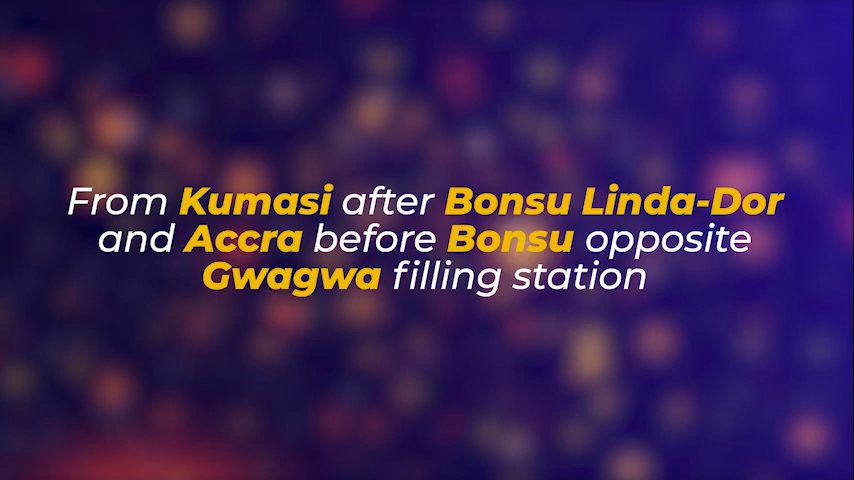 From Kumasi after Bonsu Linda-Dor
and Accra before Bonsu opposite
Gwagwa filling station